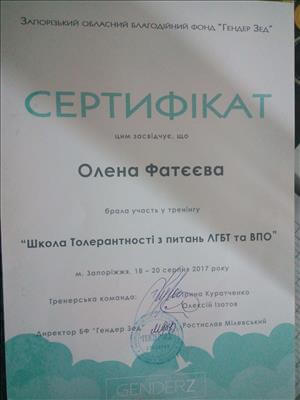 Запорізький обласний благодійний фонд "Гендер Зед"
СЕРТИФІКАТ
цим засвідчує, що
Олена Фатєєва
брала участь у тренінгу
"Школа Толерантності з питань ЛГБТ та ВПО"
м. Запоріжжя, 18 – 20 серпня 2017 року
Тренерська команда: Ірина Куратченко
Олексій Ізотов
Директор БФ "Гендер Зед" Ростислав Мілевський
GENDERZ